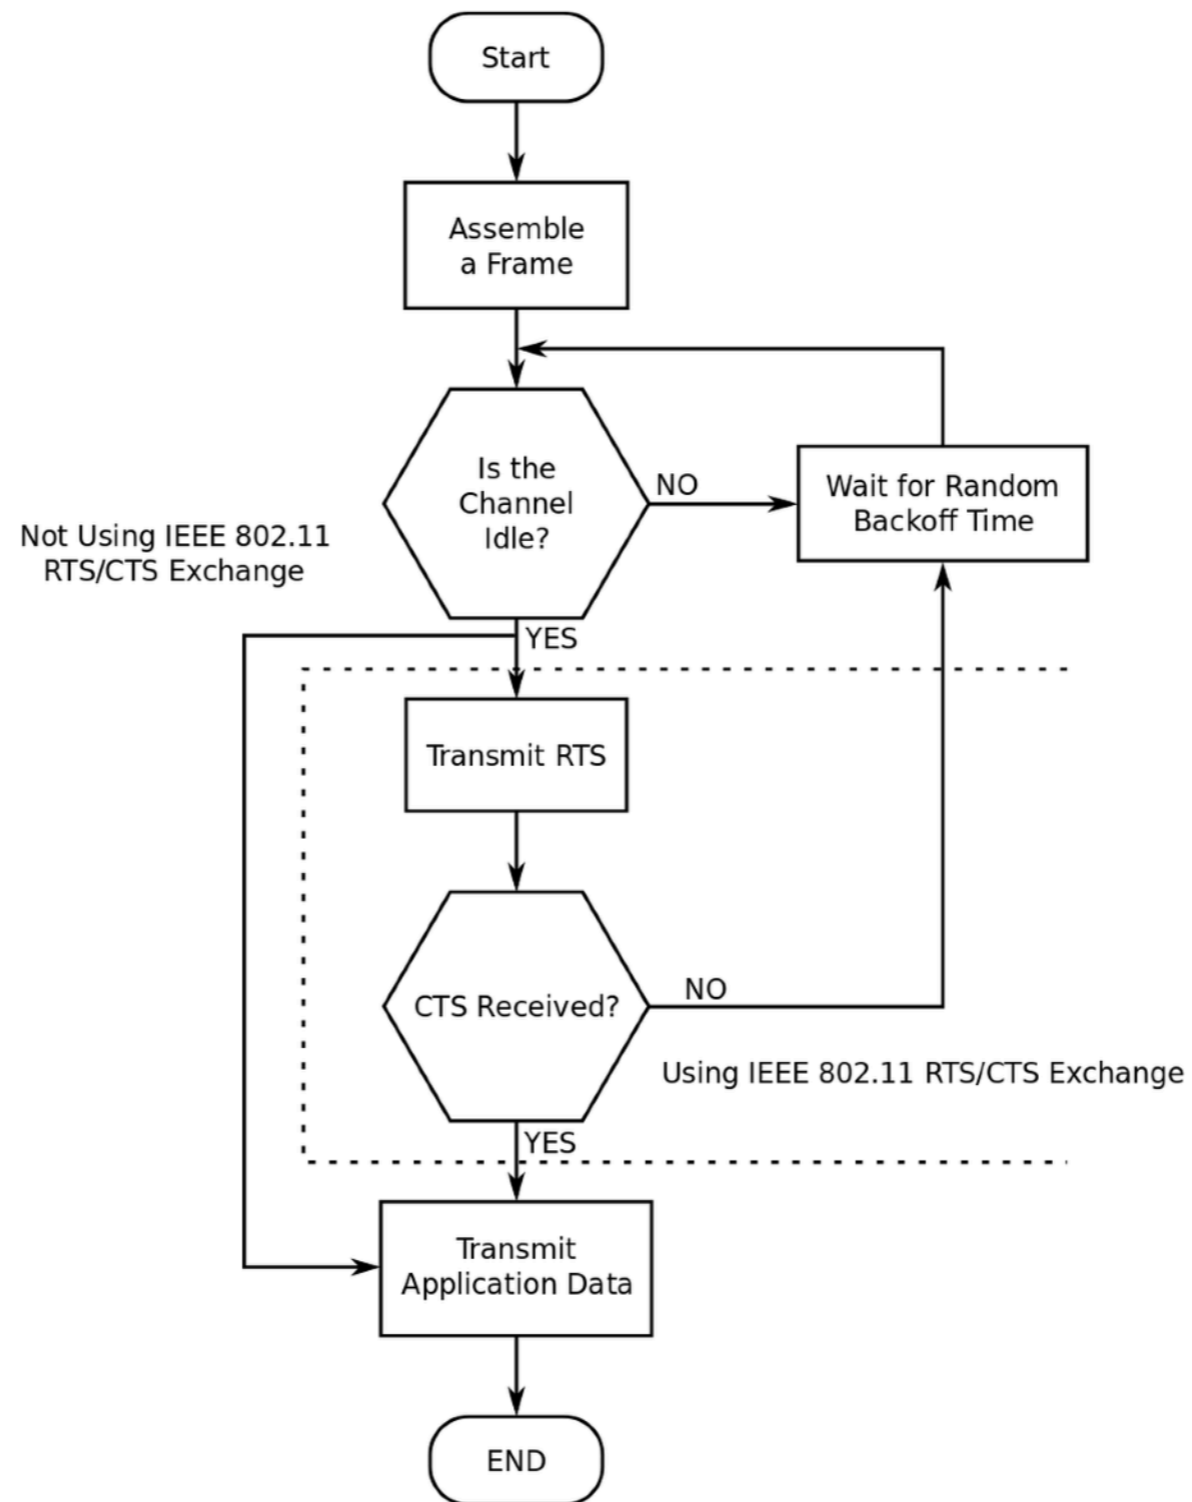 Start
Assemble
a Frame
Is the
Channel
Idle?
NO
Wait for Random
Backoff Time
Not Using IEEE 802.11
RTS/CTS Exchange
YES
Transmit RTS
CTS Received?
NO
Using IEEE 802.11 RTS/CTS Exchange
YES
Transmit
Application Data
END